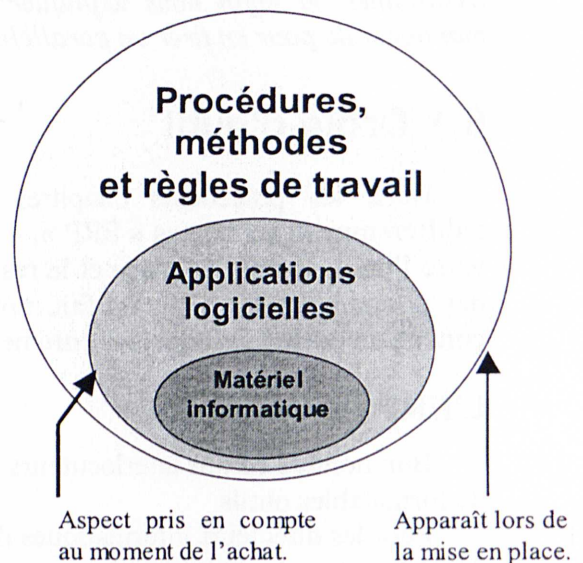 Procédures,
méthodes
et règles de travail
Applications
logicielles
Matériel
informatique
Aspect pris en compte
au moment de l'achat.
Apparaît lors de
la mise en place.